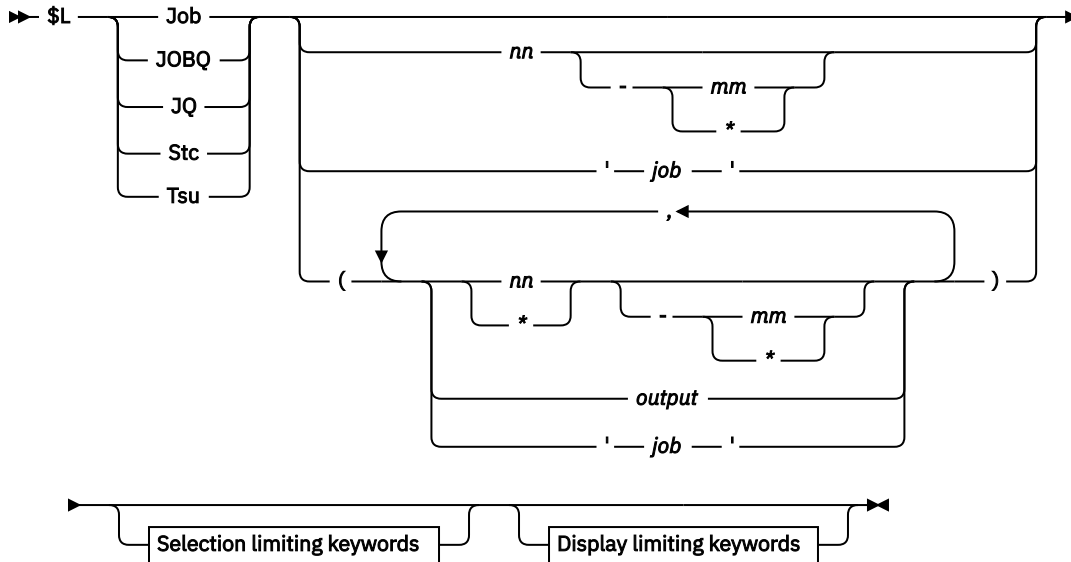 $L Job
JOBQ
JQ
Stc
Tsu
nn
- mm
*
' job '
,
( nn )
*
- mm
*
output
' job '
Selection limiting keywords
Display limiting keywords